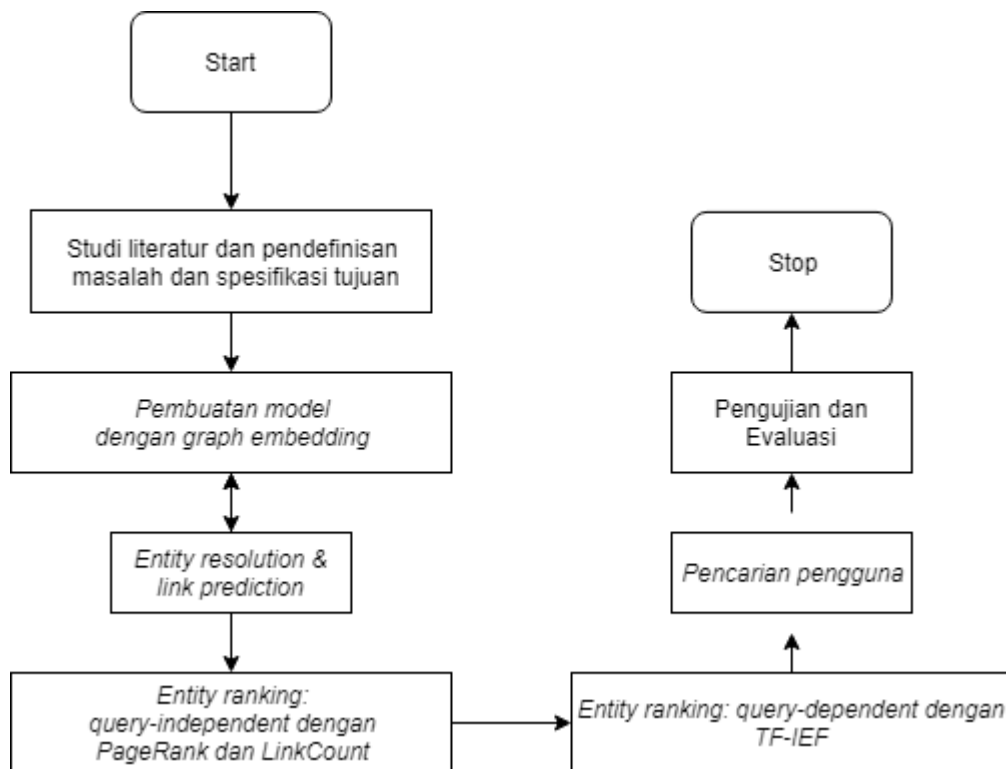 Start
Studi literatur dan pendefinisan
masalah dan spesifikasi tujuan
Pembuatan model
dengan graph embedding
Entity resolution &
link prediction
Entity ranking:
query-independent dengan
PageRank dan LinkCount
Entity ranking: query-dependent dengan
TF-IEF
Pencarian pengguna
Pengujian dan
Evaluasi
Stop